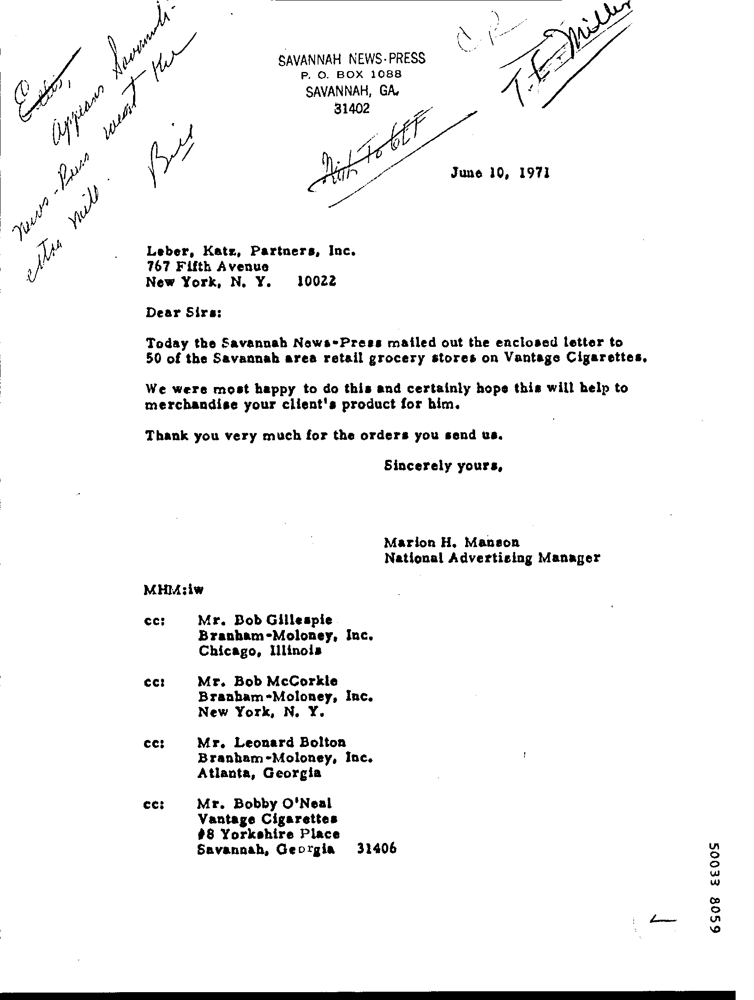 Ellis,
appears Savannah-
News-Press went the
extra mill.
Bill
SAVANNAH NEWS-PRESS
P. O. BOX 1088
SAVANNAH, GA.
31402
CR
T. E. Miller
To GEF
June 10, 1971
Leber, Katz, Partners, Inc.
767 Fifth Avenue
New York, N. Y. 10022
Dear Sirs:
Today the Savannah News-Press mailed out the enclosed letter to
50 of the Savannah area retail grocery stores on Vantage Cigarettes.
We were most happy to do this and certainly hope this will help to
merchandise your client's product for him.
Thank you very much for the orders you send us.
Sincerely yours,
Marion H. Manson
National Advertising Manager
MHM:iw
cc: Mr. Bob Gillespie
Branham-Moloney, Inc.
Chicago, Illinois
cc: Mr. Bob McCorkle
Branham-Moloney, Inc.
New York, N. Y.
cc: Mr. Leonard Bolton
Branham-Moloney, Inc.
Atlanta, Georgia
cc: Mr. Bobby O'Neal
Vantage Cigarettes
#8 Yorkshire Place
Savannah, Georgia 31406
50033 8059